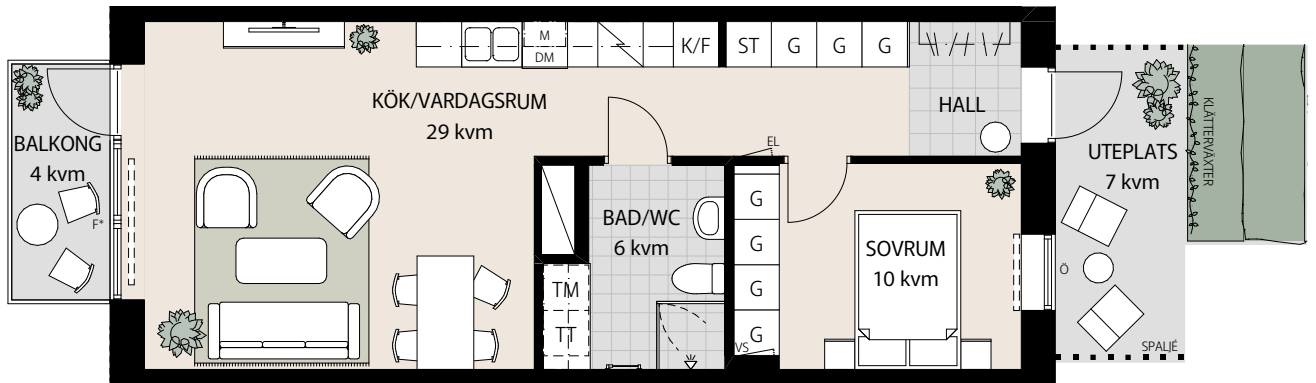 M
DM
K/F
ST
G
G
G
KÖK/VARDAGSRUM
29 kvm
HALL
BALKONG
4 kvm
F*
EL
UTEPLATS
7 kvm
KLÄTTERVÄXTER
BAD/WC
6 kvm
G
G
G
G
SOVRUM
10 kvm
Ö
TM
TT
VS
SPALJÉ